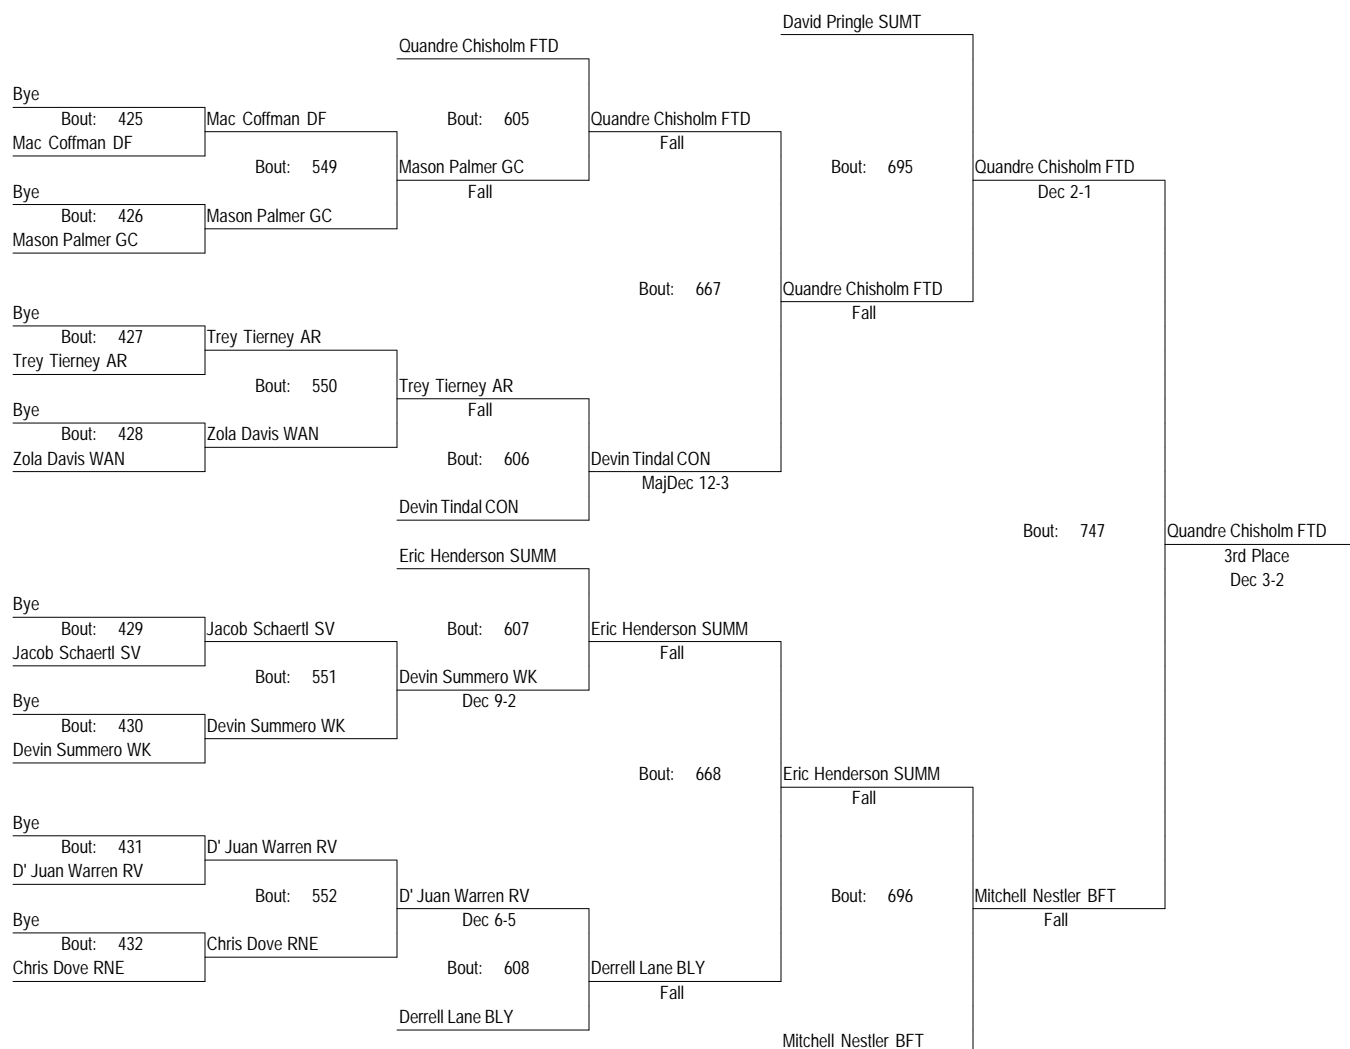 David Pringle SUMT
Quandre Chisholm FTD
Bye
Bout: 425
Mac Coffman DF
Bout: 605
Quandre Chisholm FTD
Mac Coffman DF
Fall
Bout: 549
Mason Palmer GC
Bout: 695
Quandre Chisholm FTD
Bye
Fall
Dec 2-1
Bout: 426
Mason Palmer GC
Mason Palmer GC
Bye
Bout: 667
Quandre Chisholm FTD
Fall
Bout: 427
Trey Tierney AR
Trey Tierney AR
Bout: 550
Trey Tierney AR
Bye
Fall
Bout: 428
Zola Davis WAN
Zola Davis WAN
Bout: 606
Devin Tindal CON
MajDec 12-3
Devin Tindal CON
Bout: 747
Quandre Chisholm FTD
Eric Henderson SUMM
3rd Place
Dec 3-2
Bye
Bout: 429
Jacob Schaertl SV
Bout: 607
Eric Henderson SUMM
Jacob Schaertl SV
Fall
Bout: 551
Devin Summero WK
Bye
Dec 9-2
Bout: 430
Devin Summero WK
Devin Summero WK
Bout: 668
Eric Henderson SUMM
Fall
Bye
Bout: 431
D' Juan Warren RV
D' Juan Warren RV
Bout: 552
D' Juan Warren RV
Bout: 696
Mitchell Nestler BFT
Bye
Dec 6-5
Fall
Bout: 432
Chris Dove RNE
Chris Dove RNE
Bout: 608
Derrell Lane BLY
Fall
Derrell Lane BLY
Mitchell Nestler BFT